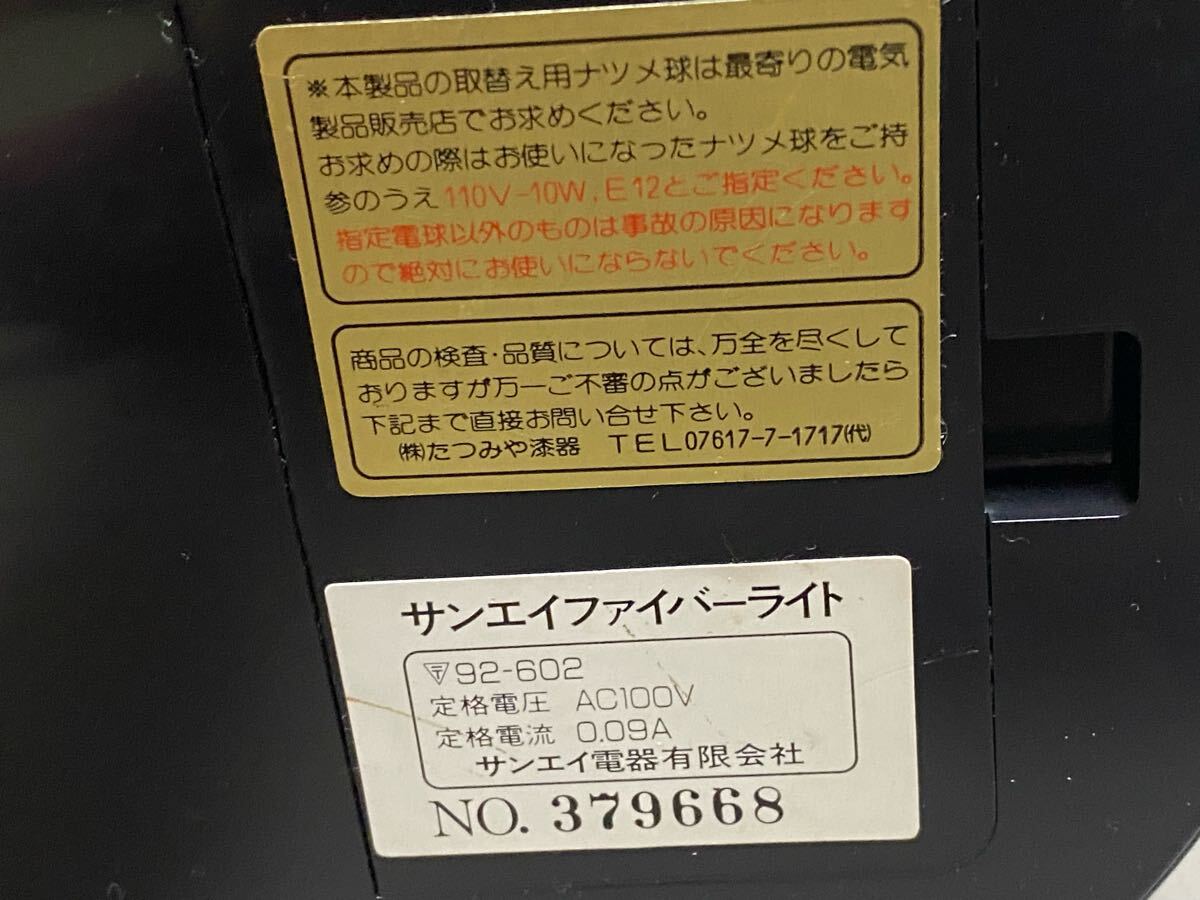 ※本製品の取替え用ナツメ球は最寄りの電気
製品販売店でお求めください。
お求めの際はお使いになったナツメ球をご持
参のうえ110V-10W, E12とご指定ください。
指定電球以外のものは事故の原因になります
ので絶対にお使いにならないでください。
商品の検査・品質については、万全を尽くして
おりますが万一ご不審の点がございましたら
下記まで直接お問い合せ下さい。
㈱たつみや漆器 TEL07617-7-1717㈹
サンエイファイバーライト
〒92-602
定格電圧 AC100V
定格電流 0.09A
サンエイ電器有限会社
NO. 379668